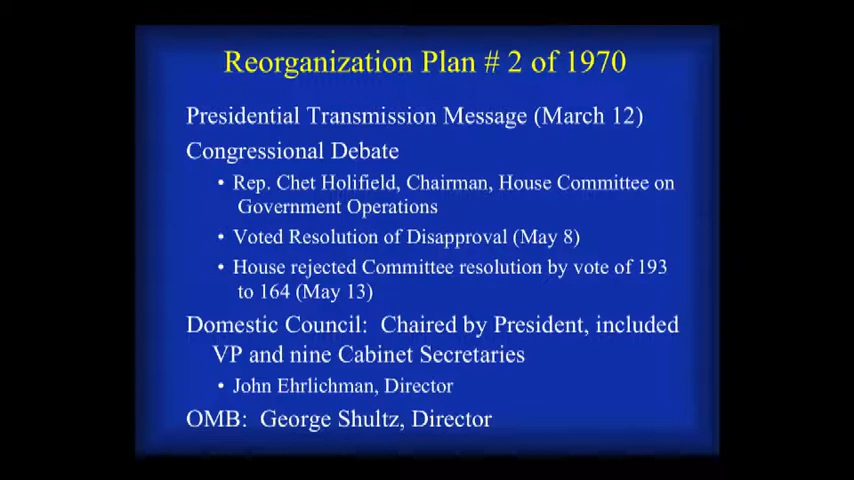 Reorganization Plan # 2 of 1970
Presidential Transmission Message (March 12)
Congressional Debate
• Rep. Chet Holifield, Chairman, House Committee on
Government Operations
• Voted Resolution of Disapproval (May 8)
• House rejected Committee resolution by vote of 193
to 164 (May 13)
Domestic Council: Chaired by President, included
VP and nine Cabinet Secretaries
• John Ehrlichman, Director
OMB: George Shultz, Director